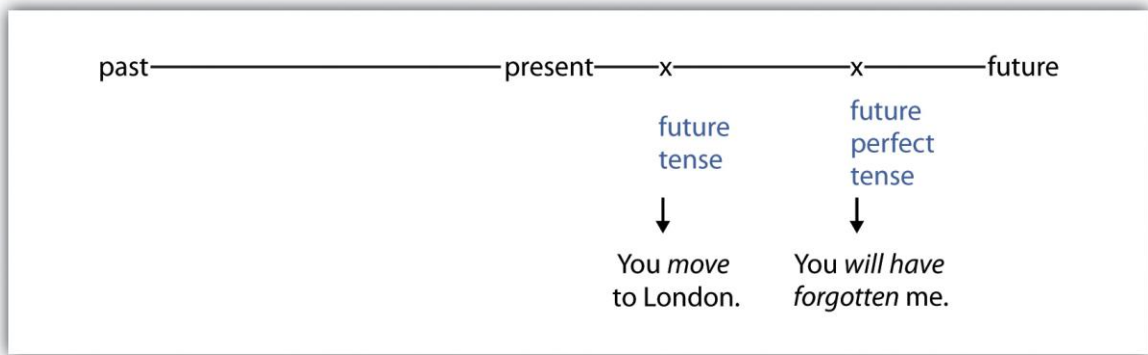 past present x x future
future
tense
future
perfect
tense
You move
to London.
You will have
forgotten me.